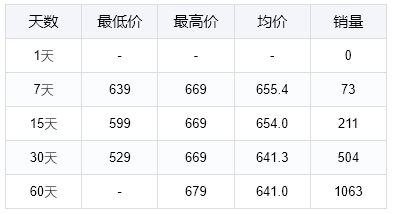 天数 最低价 最高价 均价 销量
1天 - - - 0
7天 639 669 655.4 73
15天 599 669 654.0 211
30天 529 669 641.3 504
60天 - 679 641.0 1063